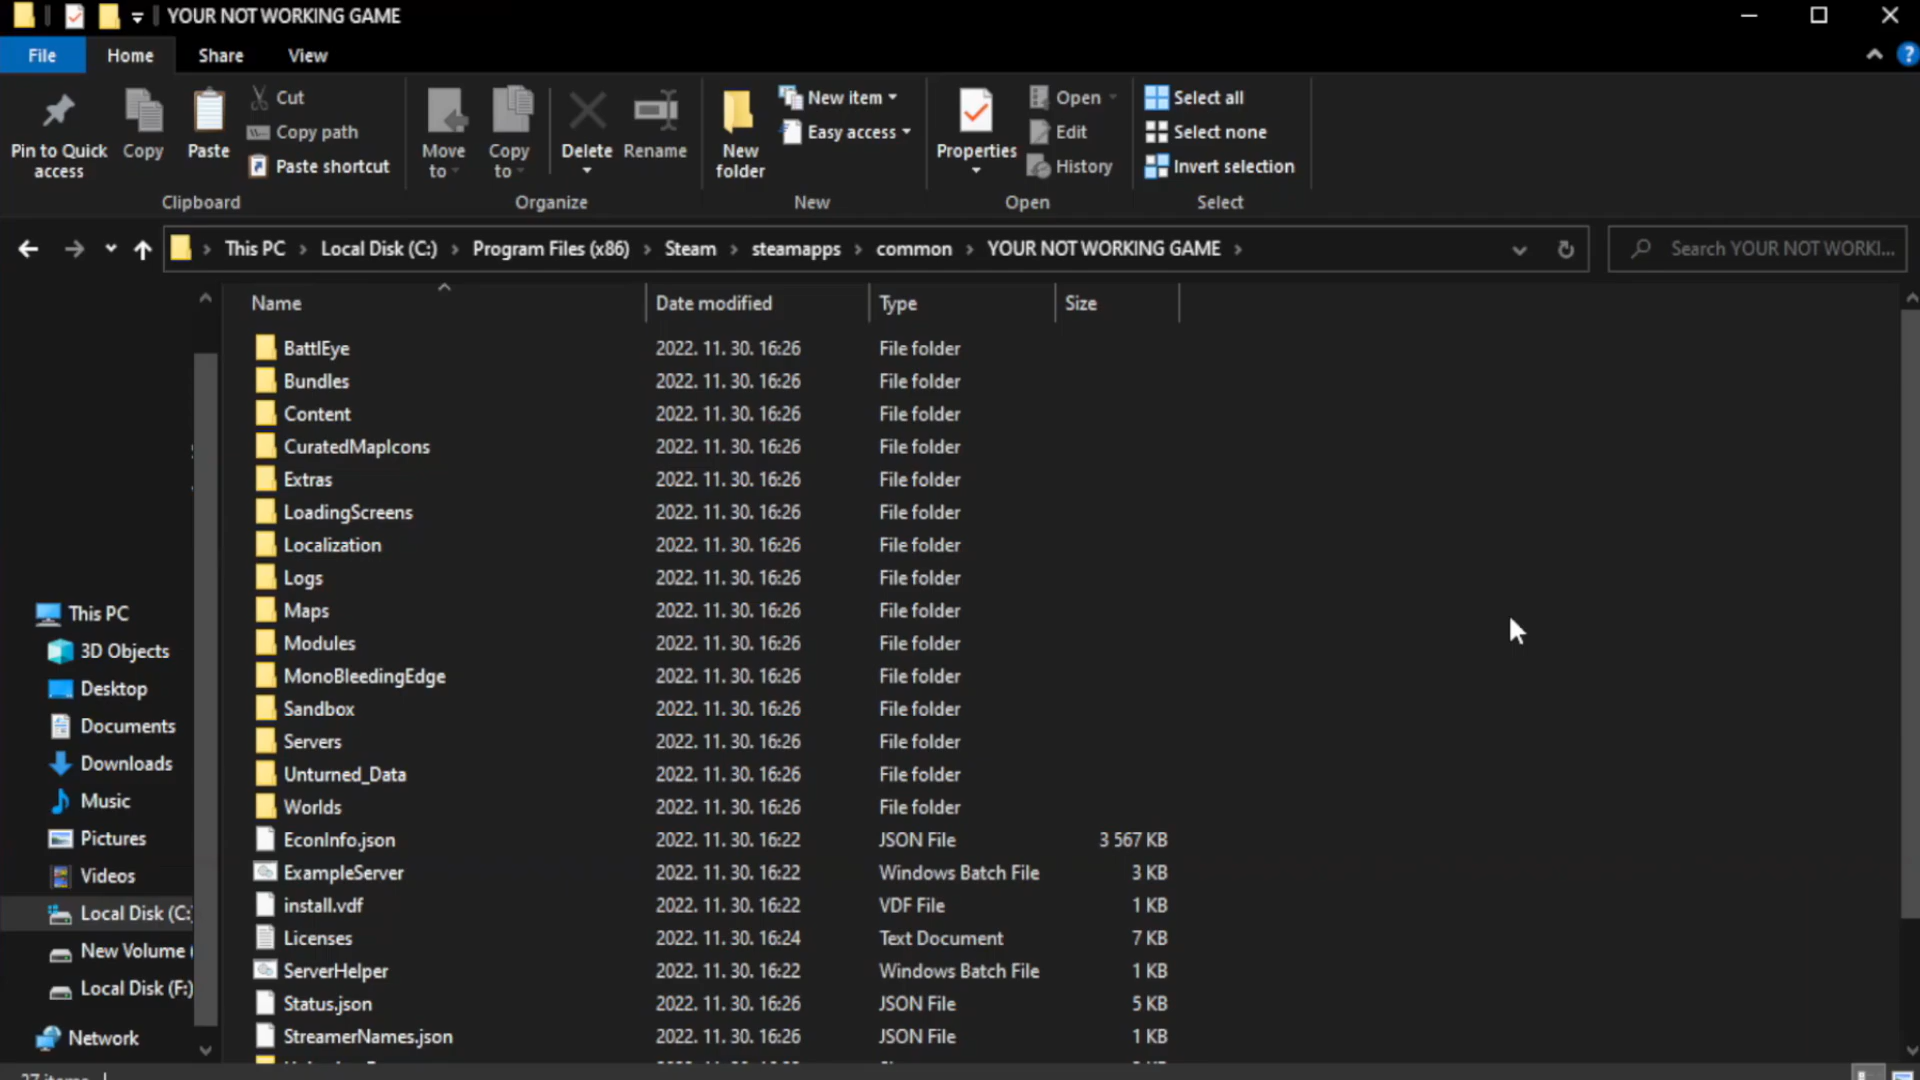 YOUR NOT WORKING GAME
File Home Share View
Pin to Quick access
Copy
Paste
Cut
Copy path
Paste shortcut
Clipboard
Move to
Copy to
Delete
Rename
Organize
New folder
New item
Easy access
New
Properties
Open
Edit
History
Open
Select all
Select none
Invert selection
Select
This PC > Local Disk (C:) > Program Files (x86) > Steam > steamapps > common > YOUR NOT WORKING GAME >
Search YOUR NOT WORKI...
This PC
3D Objects
Desktop
Documents
Downloads
Music
Pictures
Videos
Local Disk (C:
New Volume (
Local Disk (F:)
Network
Name Date modified Type Size
BattlEye 2022. 11. 30. 16:26 File folder
Bundles 2022. 11. 30. 16:26 File folder
Content 2022. 11. 30. 16:26 File folder
CuratedMapIcons 2022. 11. 30. 16:26 File folder
Extras 2022. 11. 30. 16:26 File folder
LoadingScreens 2022. 11. 30. 16:26 File folder
Localization 2022. 11. 30. 16:26 File folder
Logs 2022. 11. 30. 16:26 File folder
Maps 2022. 11. 30. 16:26 File folder
Modules 2022. 11. 30. 16:26 File folder
MonoBleedingEdge 2022. 11. 30. 16:26 File folder
Sandbox 2022. 11. 30. 16:26 File folder
Servers 2022. 11. 30. 16:26 File folder
Unturned_Data 2022. 11. 30. 16:26 File folder
Worlds 2022. 11. 30. 16:26 File folder
EconInfo.json 2022. 11. 30. 16:22 JSON File 3 567 KB
ExampleServer 2022. 11. 30. 16:22 Windows Batch File 3 KB
install.vdf 2022. 11. 30. 16:22 VDF File 1 KB
Licenses 2022. 11. 30. 16:24 Text Document 7 KB
ServerHelper 2022. 11. 30. 16:22 Windows Batch File 1 KB
Status.json 2022. 11. 30. 16:26 JSON File 5 KB
StreamerNames.json 2022. 11. 30. 16:26 JSON File 1 KB